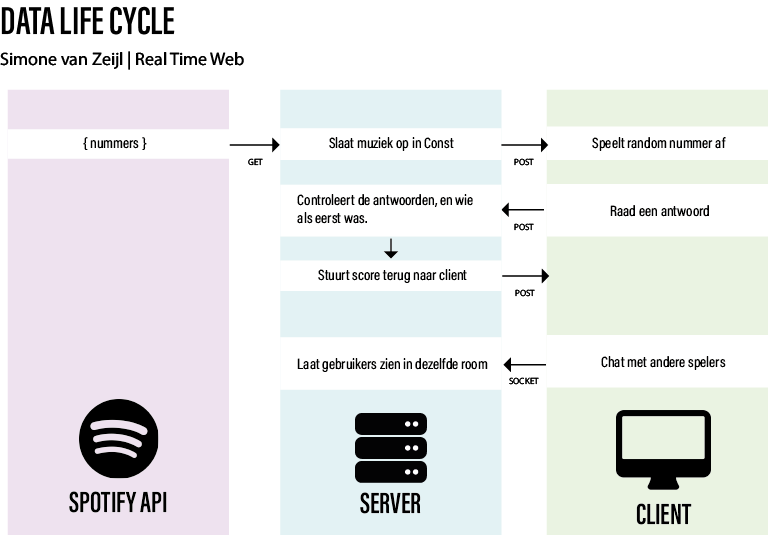 DATA LIFE CYCLE
Simone van Zeijl | Real Time Web
{ nummers }
GET
Slaat muziek op in Const
POST
Speelt random nummer af
Controleert de antwoorden, en wie
als eerst was.
POST
Raad een antwoord
Stuurt score terug naar client
POST
Laat gebruikers zien in dezelfde room
SOCKET
Chat met andere spelers
SPOTIFY API
SERVER
CLIENT